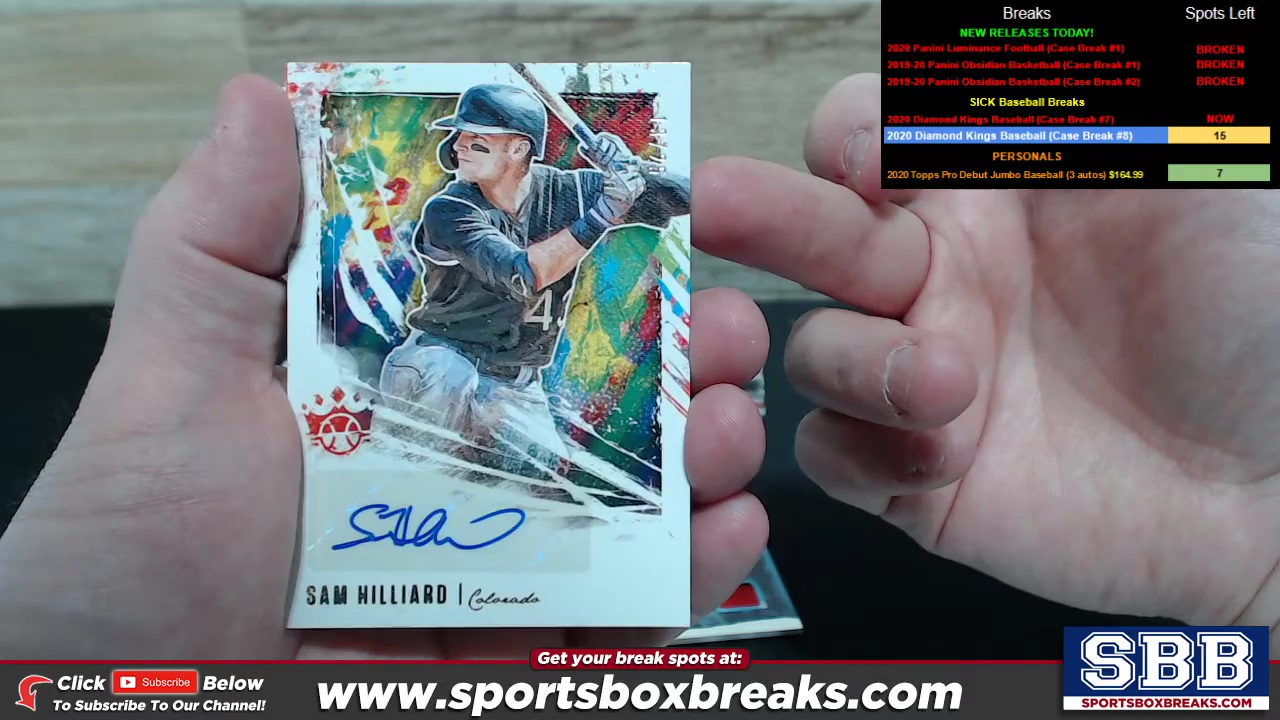 Breaks Spots Left
NEW RELEASES TODAY!
2020 Panini Luminance Football (Case Break #1) BROKEN
2019-20 Panini Obsidian Basketball (Case Break #1) BROKEN
2019-20 Panini Obsidian Basketball (Case Break #2) BROKEN
SICK Baseball Breaks
2020 Diamond Kings Baseball (Case Break #7) NOW
2020 Diamond Kings Baseball (Case Break #8) 15
PERSONALS
2020 Topps Pro Debut Jumbo Baseball (3 autos) $164.99 7
4
SAM HILLIARD | Colorado
Get your break spots at:
Click Subscribe Below
To Subscribe To Our Channel!
www.sportsboxbreaks.com
SBB
SPORTSBOXBREAKS.COM